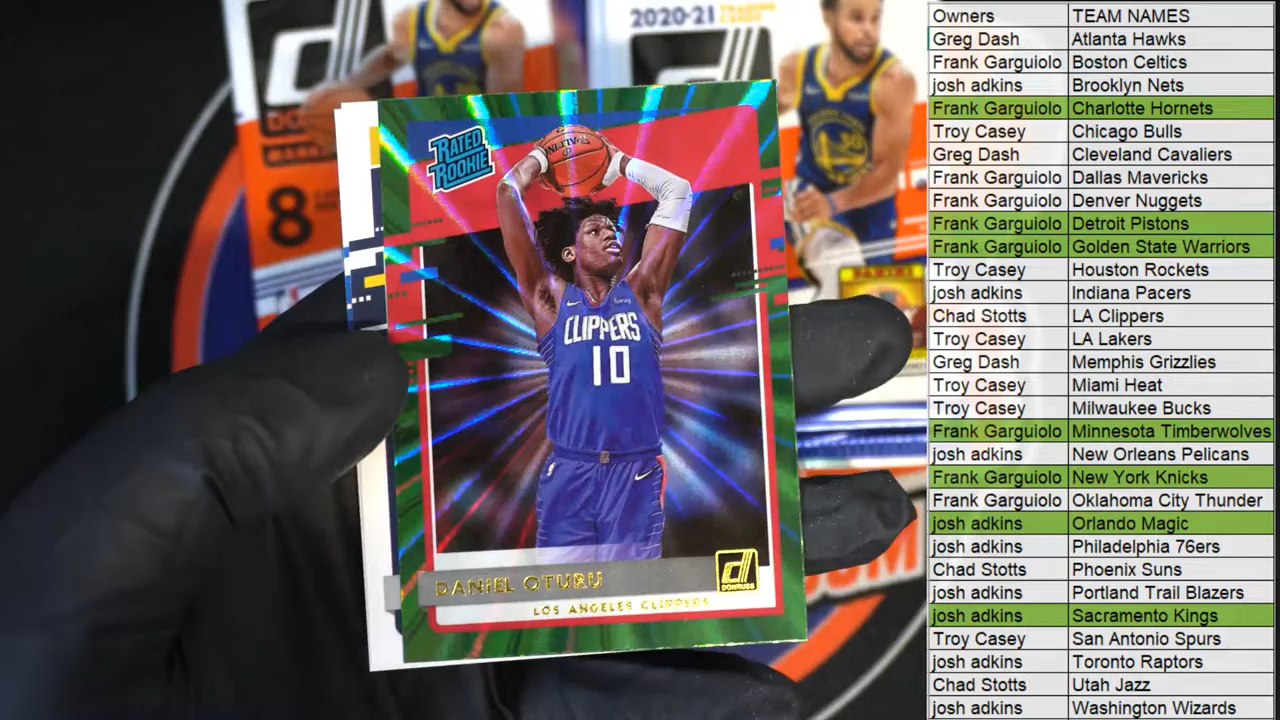 2020-21
8
RATED
ROOKIE
SPALDING
CLIPPERS
10
30
PANINI
DANIEL OTURU
DONRUSS
LOS ANGELES CLIPPERS
Owners TEAM NAMES
Greg Dash Atlanta Hawks
Frank Garguiolo Boston Celtics
josh adkins Brooklyn Nets
Frank Garguiolo Charlotte Hornets
Troy Casey Chicago Bulls
Greg Dash Cleveland Cavaliers
Frank Garguiolo Dallas Mavericks
Frank Garguiolo Denver Nuggets
Frank Garguiolo Detroit Pistons
Frank Garguiolo Golden State Warriors
Troy Casey Houston Rockets
josh adkins Indiana Pacers
Chad Stotts LA Clippers
Troy Casey LA Lakers
Greg Dash Memphis Grizzlies
Troy Casey Miami Heat
Troy Casey Milwaukee Bucks
Frank Garguiolo Minnesota Timberwolves
josh adkins New Orleans Pelicans
Frank Garguiolo New York Knicks
Frank Garguiolo Oklahoma City Thunder
josh adkins Orlando Magic
josh adkins Philadelphia 76ers
Chad Stotts Phoenix Suns
josh adkins Portland Trail Blazers
josh adkins Sacramento Kings
Troy Casey San Antonio Spurs
josh adkins Toronto Raptors
Chad Stotts Utah Jazz
josh adkins Washington Wizards